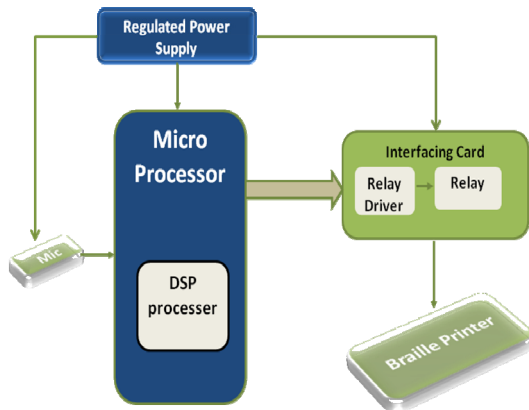 Regulated Power
Supply
Micro
Processor
Interfacing Card
Relay
Driver
Relay
Mic
DSP
processer
Braille Printer